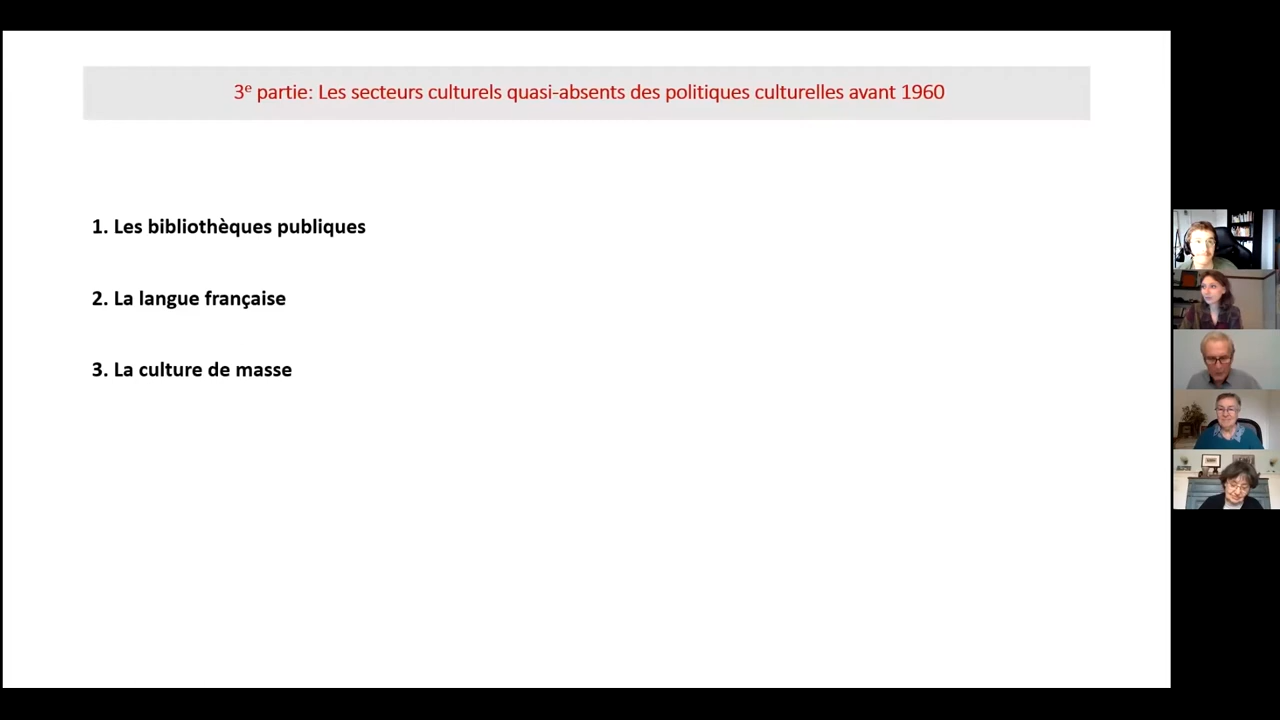 3e partie: Les secteurs culturels quasi-absents des politiques culturelles avant 1960
1. Les bibliothèques publiques
2. La langue française
3. La culture de masse